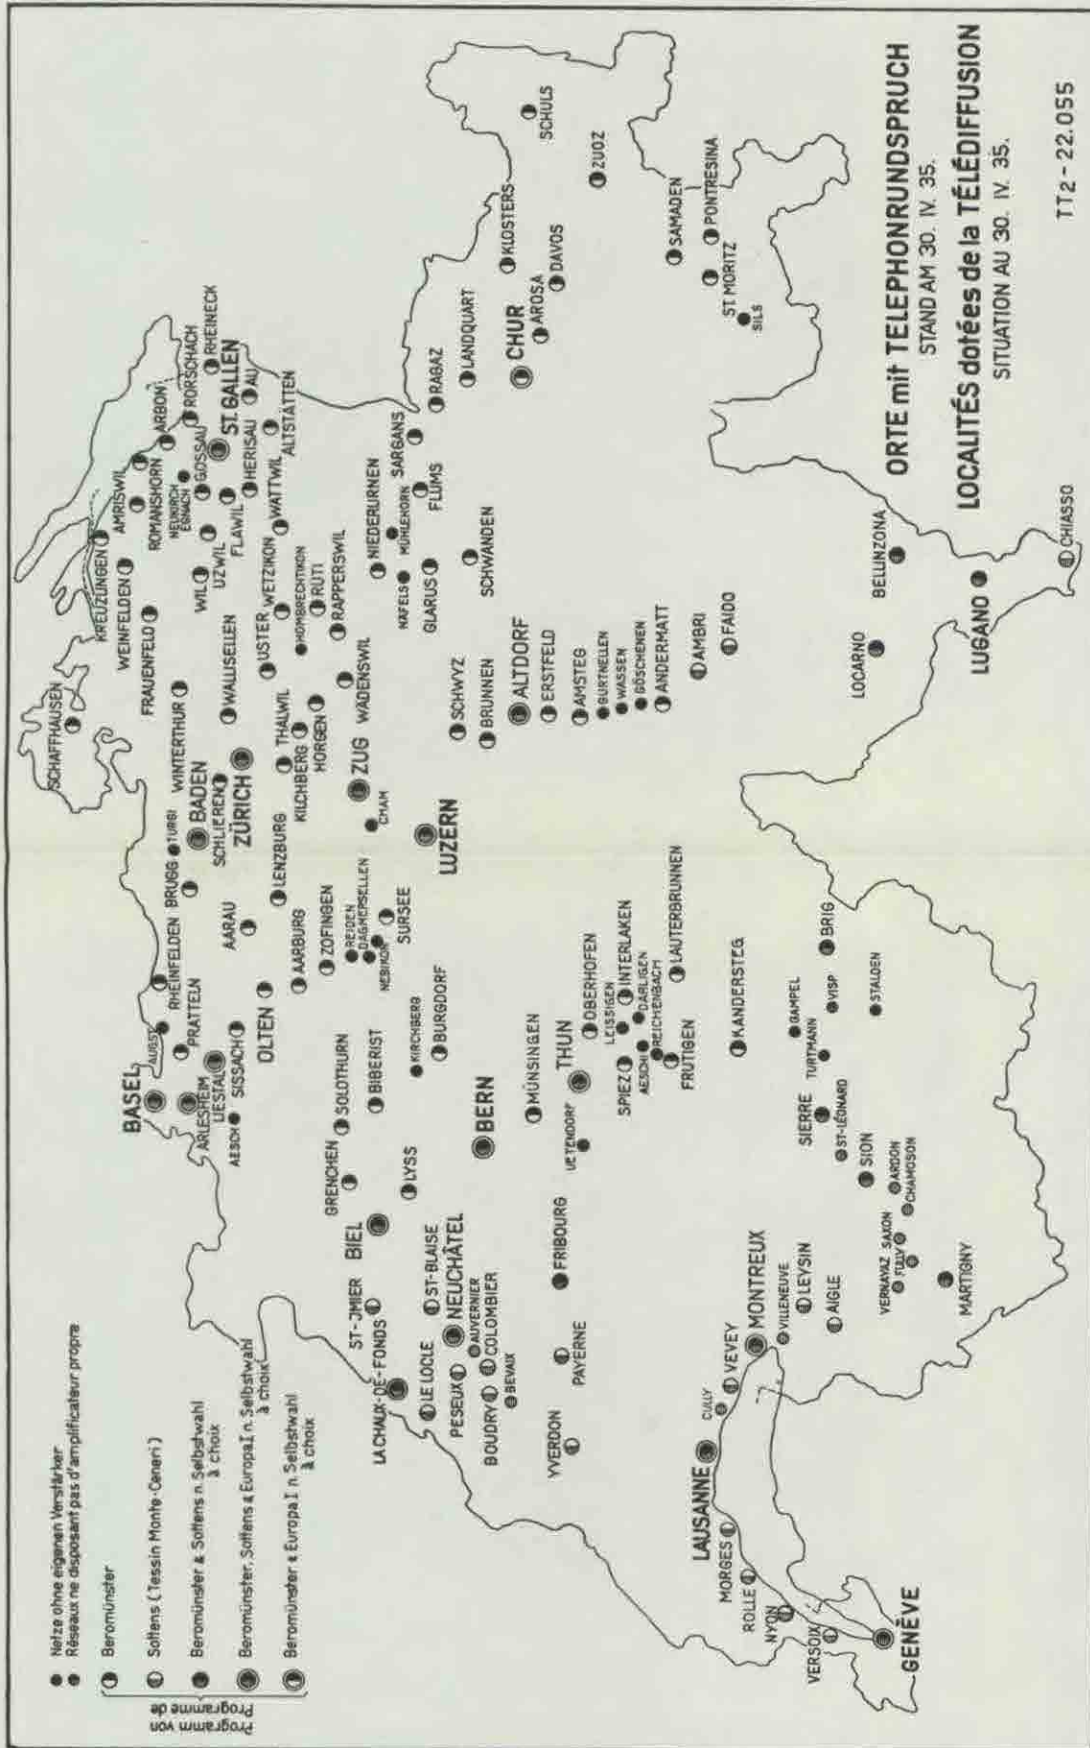 ● Netze ohne eigenen Verstärker
● Réseaux ne disposant pas d'amplificateur propre
Programm von
Programme de
Beromünster
Sottens (Tessin Monte-Ceneri)
Beromünster & Sottens n. Selbstwahl
à choix
Beromünster, Sottens & Europa I n. Selbstwahl
à choix
Beromünster & Europa I n. Selbstwahl
à choix
SCHAFFHAUSEN
KREUZLINGEN
WEINFELDEN
AMRISWIL
ROMANSHORN
ARBON
NEUKIRCH
EGNACH
RORSCHACH
RHEINECK
FRAUENFELD
GOSSAU
ST. GALLEN
AU
WIL
UZWIL
FLAWIL
HERISAU
ALTSTÄTTEN
WATTWIL
WINTERTHUR
WALLISELLEN
USTER
WETZIKON
HOMBRECHTIKON
RÜTI
RAPPERSWIL
BASEL
AUGST
RHEINFELDEN
BRUGG
TURGI
BADEN
SCHLIEREN
ZÜRICH
PRATTELN
ARLESHEIM
LIESTAL
AESCH
SISSACH
AARAU
LENZBURG
KILCHBERG
THALWIL
HORGEN
WÄDENSWIL
OLTEN
AARBURG
ZOFINGEN
REIDEN
DAGMERSELLEN
NEBIKON
SURSEE
ZUG
CHAM
LUZERN
NIEDERURNEN
MÜHLEHORN
SARGANS
NÄFELS
GLARUS
FLUMS
RAGAZ
SCHWANDEN
LANDQUART
CHUR
AROSA
KLOSTERS
DAVOS
SCHULS
ZUOZ
SAMADEN
PONTRESINA
ST MORITZ
SILS
SCHWYZ
BRUNNEN
ALTDORF
ERSTFELD
AMSTEG
GURTNELLEN
WASSEN
GÖSCHENEN
ANDERMATT
AMBRI
FAIDO
LOCARNO
BELLINZONA
LUGANO
CHIASSO
GRENCHEN
SOLOTHURN
BIBERIST
KIRCHBERG
BURGDORF
ST-JMIER
BIEL
LYSS
LA CHAUX-DE-FONDS
LE LOCLE
ST-BLAISE
PESEUX
NEUCHÂTEL
AUVERNIER
BOUDRY
COLOMBIER
BEVAIX
BERN
MÜNSINGEN
UETENDORF
THUN
OBERHOFEN
LEISSIGEN
INTERLAKEN
SPIEZ
DÄRLIGEN
AESCHI
REICHENBACH
FRUTIGEN
LAUTERBRUNNEN
KANDERSTEG
YVERDON
PAYERNE
FRIBOURG
LAUSANNE
CULLY
VEVEY
MONTREUX
VILLENEUVE
LEYSIN
AIGLE
MORGES
ROLLE
NYON
VERSOIX
GENÈVE
VERNAYAZ
FULLY
SAXON
CHAMOSON
ARDON
MARTIGNY
SION
ST-LÉONARD
SIERRE
TURTMANN
GAMPEL
VISP
BRIG
STALDEN
ORTE mit TELEPHONRUNDSPRUCH
STAND AM 30. IV. 35.
LOCALITÉS dotées de la TÉLÉDIFFUSION
SITUATION AU 30. IV. 35.
TT2-22.055